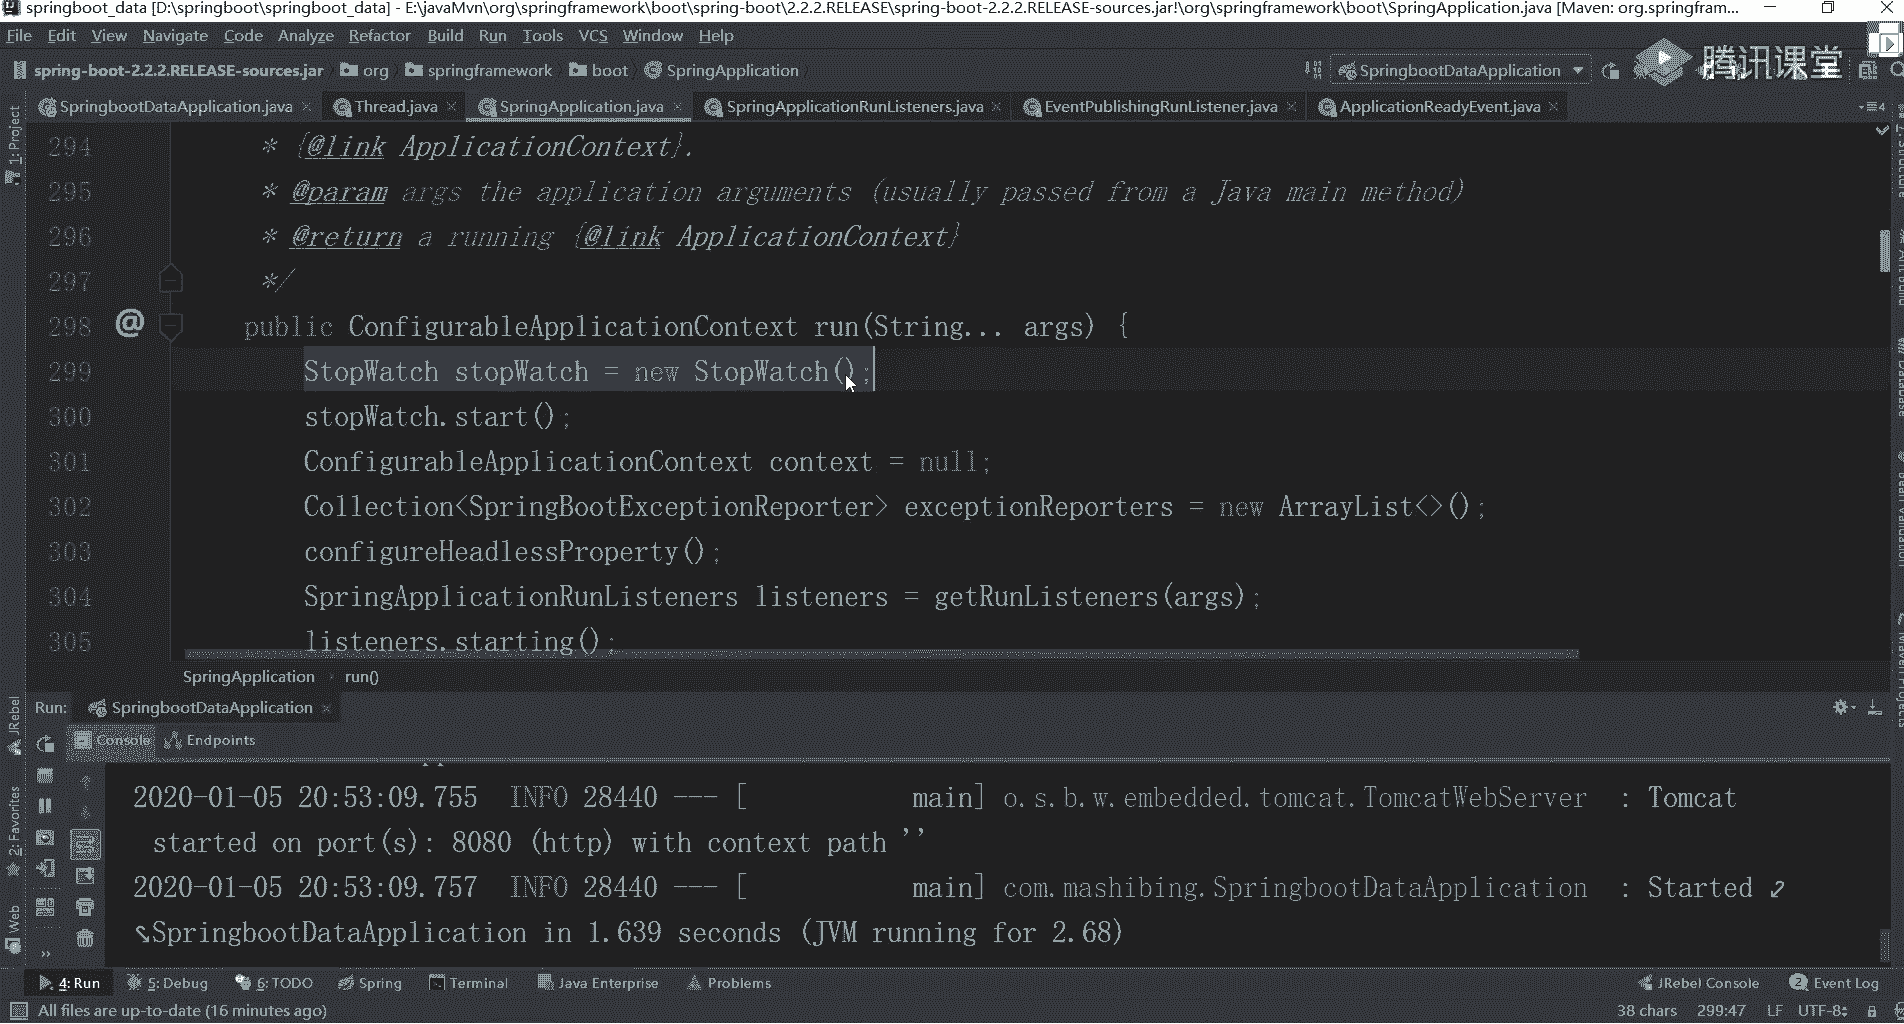 springboot_data [D:\springboot\springboot_data] - E:\javaMvn\org\springframework\boot\spring-boot\2.2.2.RELEASE\spring-boot-2.2.2.RELEASE-sources.jar!\org\springframework\boot\SpringApplication.java [Maven: org.springfram...
File Edit View Navigate Code Analyze Refactor Build Run Tools VCS Window Help
spring-boot-2.2.2.RELEASE-sources.jar org springframework boot SpringApplication SpringbootDataApplication 腾讯课堂
SpringbootDataApplication.java Thread.java SpringApplication.java SpringApplicationRunListeners.java EventPublishingRunListener.java ApplicationReadyEvent.java
1: Project
294 * {@link ApplicationContext}.
295 * @param args the application arguments (usually passed from a Java main method)
296 * @return a running {@link ApplicationContext}
297 */
298 public ConfigurableApplicationContext run(String... args) {
299 StopWatch stopWatch = new StopWatch();
300 stopWatch.start();
301 ConfigurableApplicationContext context = null;
302 Collection<SpringBootExceptionReporter> exceptionReporters = new ArrayList<>();
303 configureHeadlessProperty();
304 SpringApplicationRunListeners listeners = getRunListeners(args);
305 listeners.starting();
SpringApplication run()
Run: SpringbootDataApplication
JRebel
Console Endpoints
2020-01-05 20:53:09.755 INFO 28440 --- [ main] o.s.b.w.embedded.tomcat.TomcatWebServer : Tomcat
started on port(s): 8080 (http) with context path ''
2020-01-05 20:53:09.757 INFO 28440 --- [ main] com.mashibing.SpringbootDataApplication : Started
SpringbootDataApplication in 1.639 seconds (JVM running for 2.68)
2: Favorites
Web
4: Run 5: Debug 6: TODO Spring Terminal Java Enterprise Problems JRebel Console 2 Event Log
All files are up-to-date (16 minutes ago) 38 chars 299:47 LF UTF-8